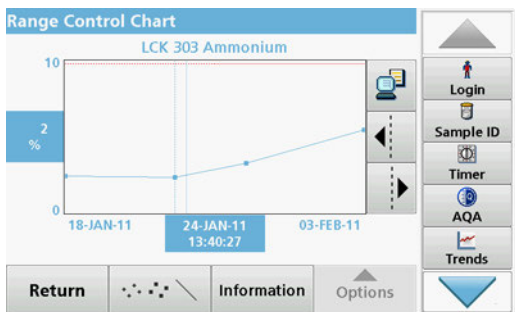 Range Control Chart
LCK 303 Ammonium
10
2
%
0
18-JAN-11
24-JAN-11
13:40:27
03-FEB-11
Return
Information
Options
Login
Sample ID
Timer
AQA
Trends